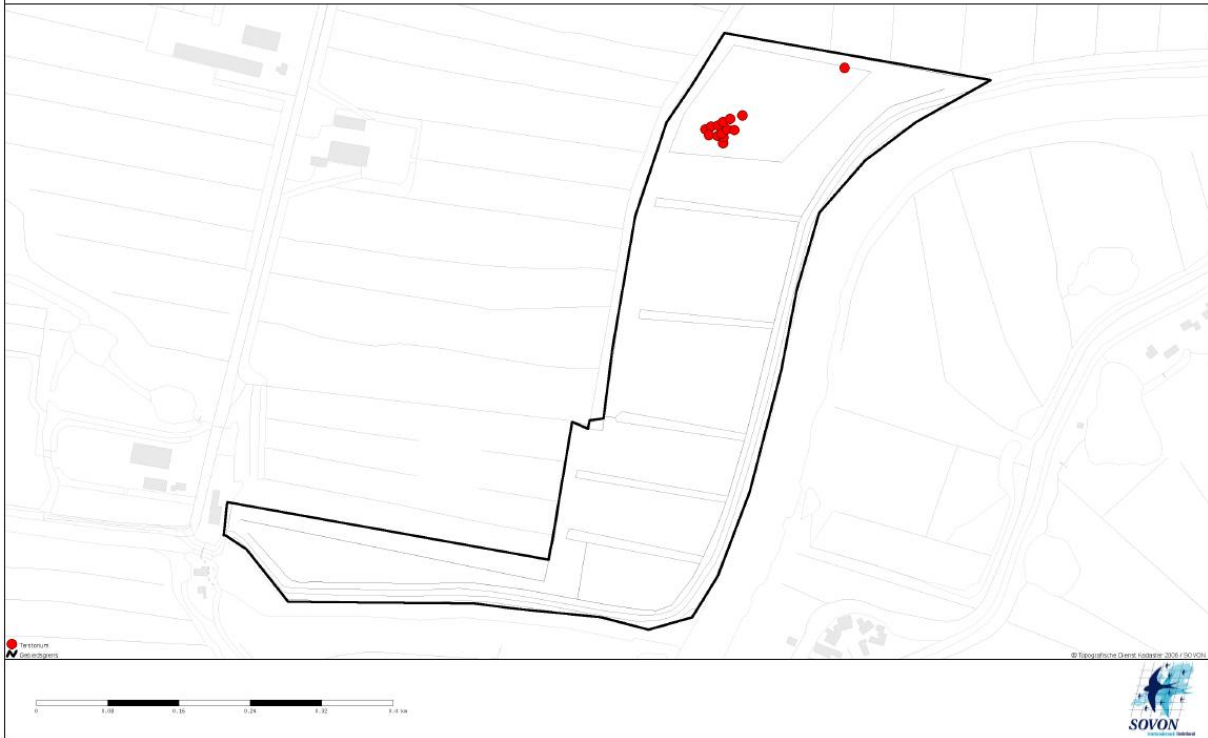 Territorium
Gebiedsgrens
© Topografische Dienst Kadaster 2006 / SOVON
0 0.08 0.16 0.24 0.32 0.4 km
SOVON